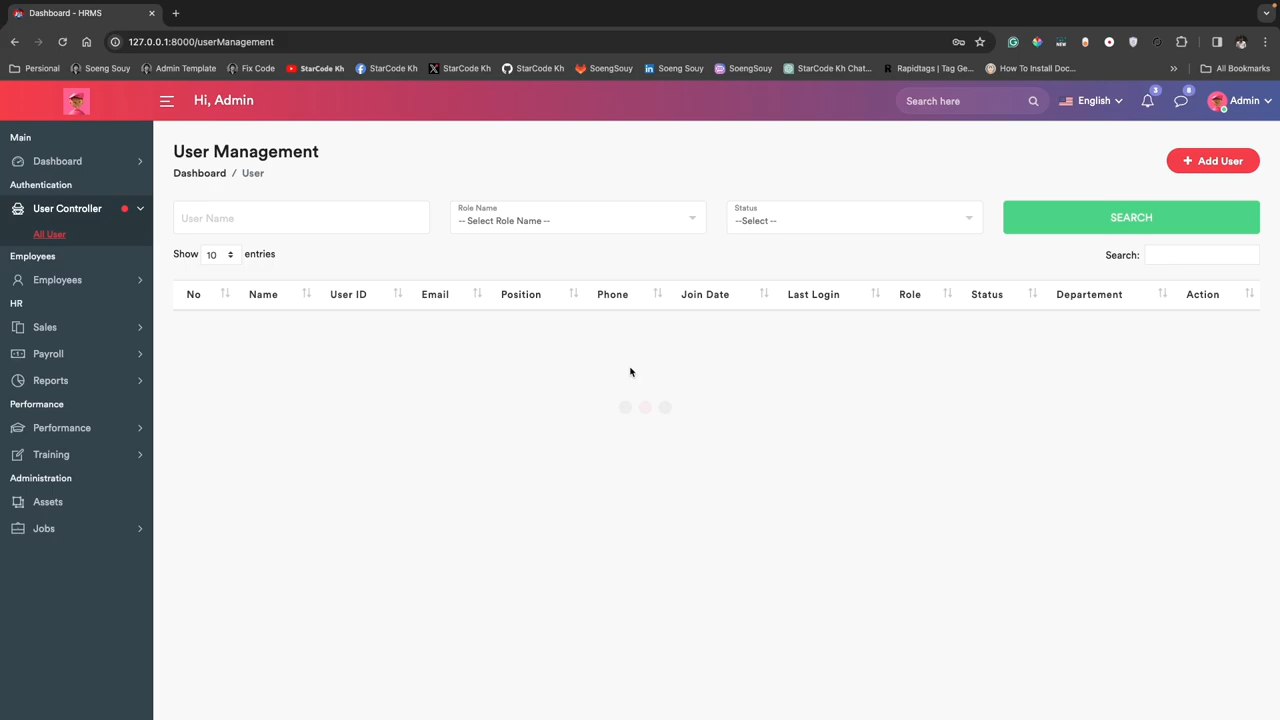 Dashboard - HRMS
127.0.0.1:8000/userManagement
Personal
Soeng Souy
Admin Template
Fix Code
StarCode Kh
StarCode Kh
StarCode Kh
StarCode Kh
SoengSouy
Soeng Souy
SoengSouy
StarCode Kh Chat...
Rapidtags | Tag Ge...
How To Install Doc...
All Bookmarks
Hi, Admin
Search here
English
3
8
Admin
Main
Dashboard
Authentication
User Controller
All User
Employees
Employees
HR
Sales
Payroll
Reports
Performance
Performance
Training
Administration
Assets
Jobs
User Management
Dashboard / User
+ Add User
User Name
Role Name
-- Select Role Name --
Status
--Select --
SEARCH
Show 10 entries
Search:
No Name User ID Email Position Phone Join Date Last Login Role Status Departement Action